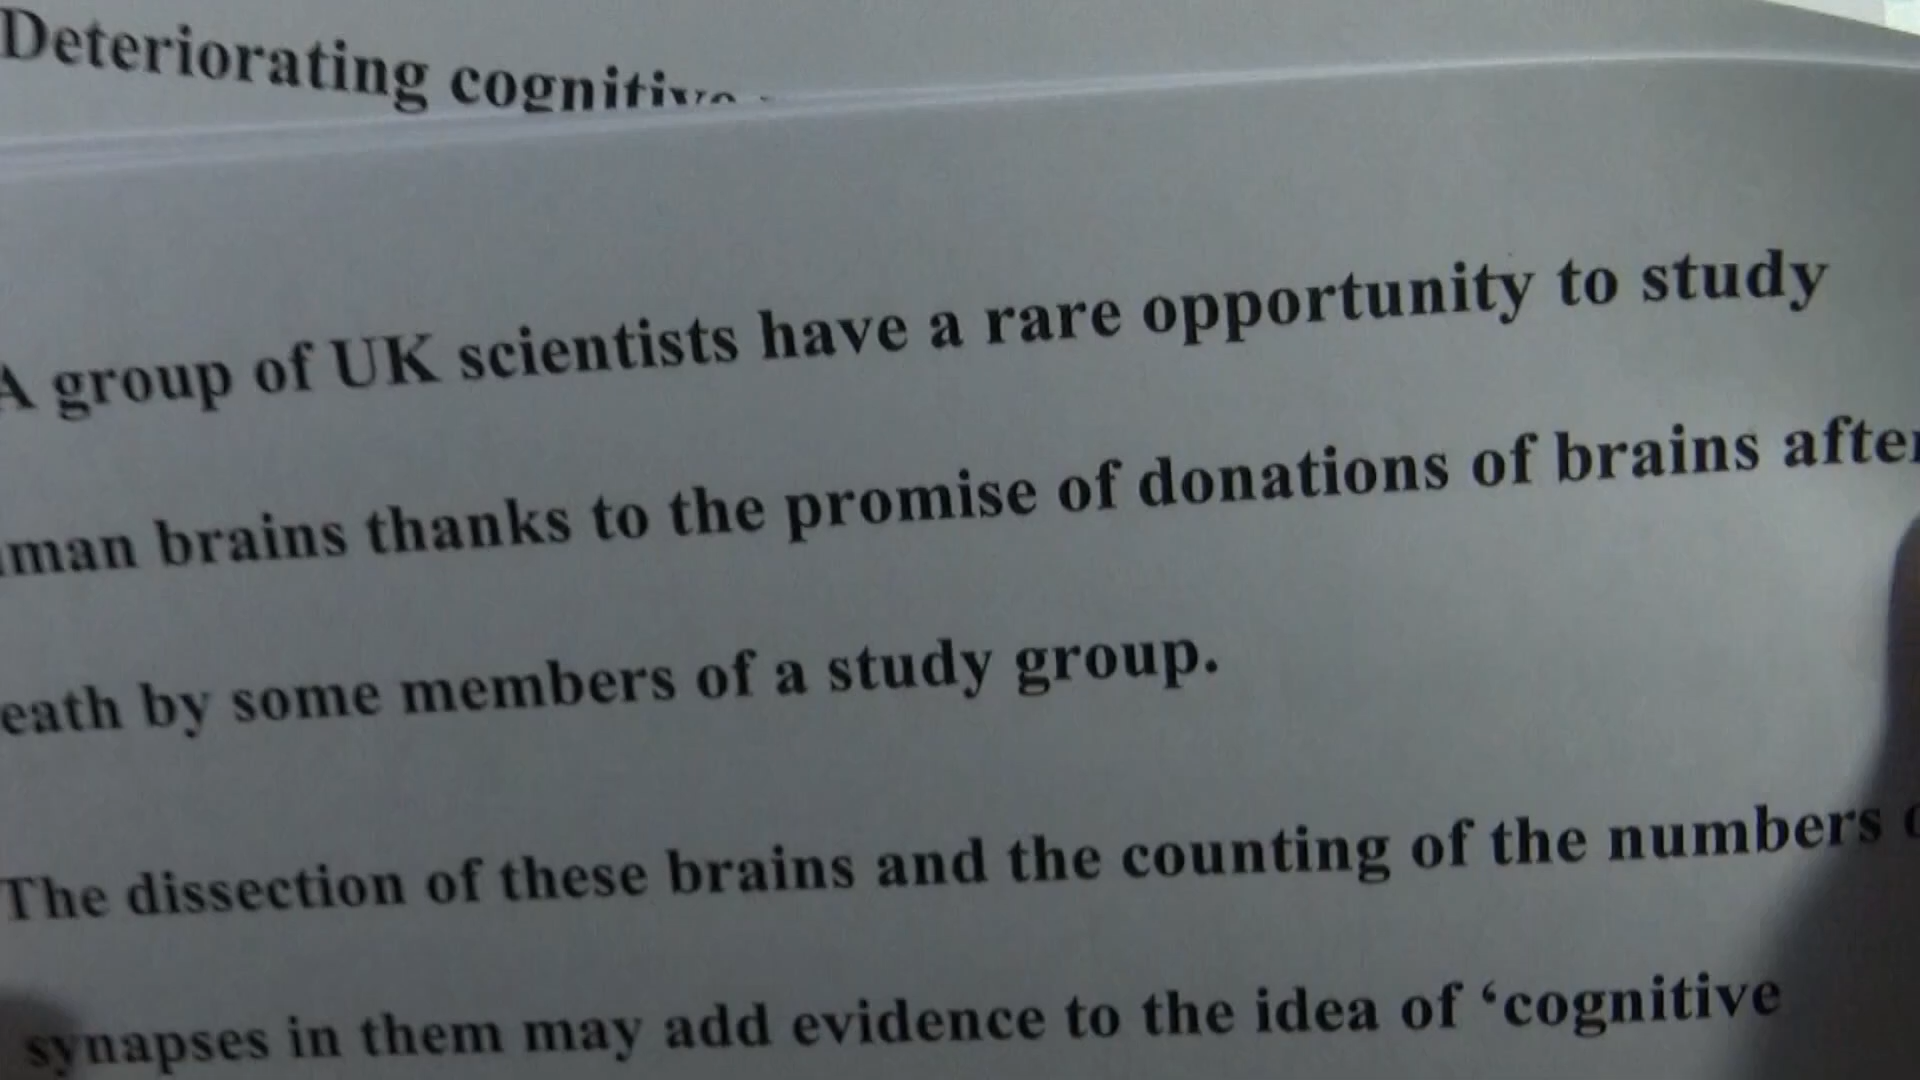 Deteriorating cognitive
A group of UK scientists have a rare opportunity to study
man brains thanks to the promise of donations of brains after
eath by some members of a study group.
The dissection of these brains and the counting of the numbers
synapses in them may add evidence to the idea of ‘cognitive